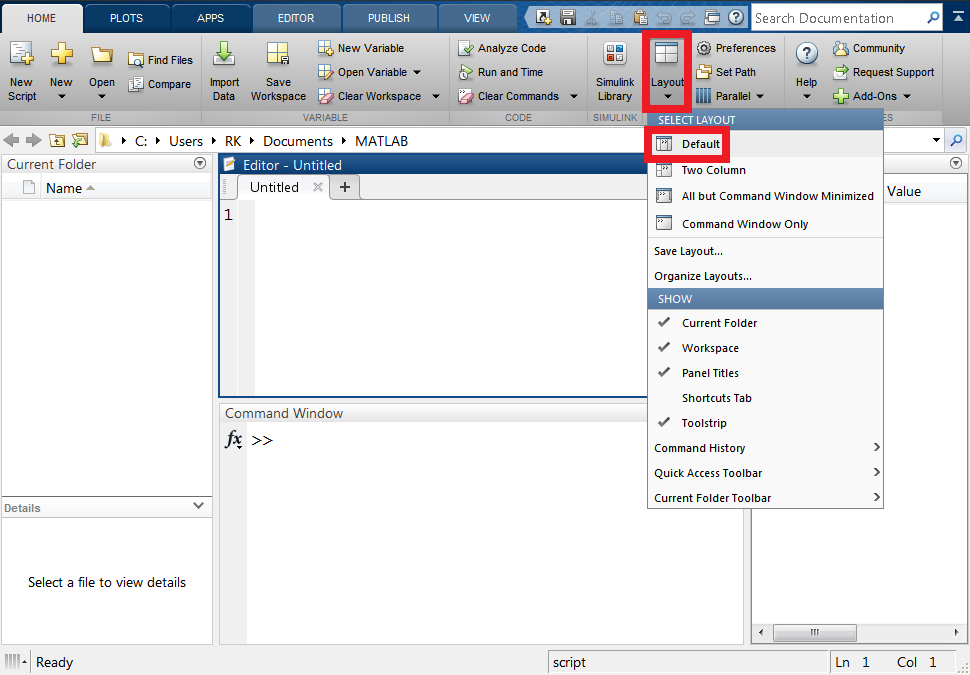 HOME PLOTS APPS EDITOR PUBLISH VIEW Search Documentation
New Script
New
Open
Find Files
Compare
FILE
Import Data
Save Workspace
New Variable
Open Variable
Clear Workspace
VARIABLE
Analyze Code
Run and Time
Clear Commands
CODE
Simulink Library
SIMULINK
Layout
Preferences
Set Path
Parallel
Help
Community
Request Support
Add-Ons
C: Users RK Documents MATLAB
SELECT LAYOUT
Default
Two Column
All but Command Window Minimized
Command Window Only
Save Layout...
Organize Layouts...
SHOW
Current Folder
Workspace
Panel Titles
Shortcuts Tab
Toolstrip
Command History
Quick Access Toolbar
Current Folder Toolbar
Current Folder
Name
Details
Select a file to view details
Editor - Untitled
Untitled
1
Command Window
fx >>
Value
Ready
script
Ln 1 Col 1